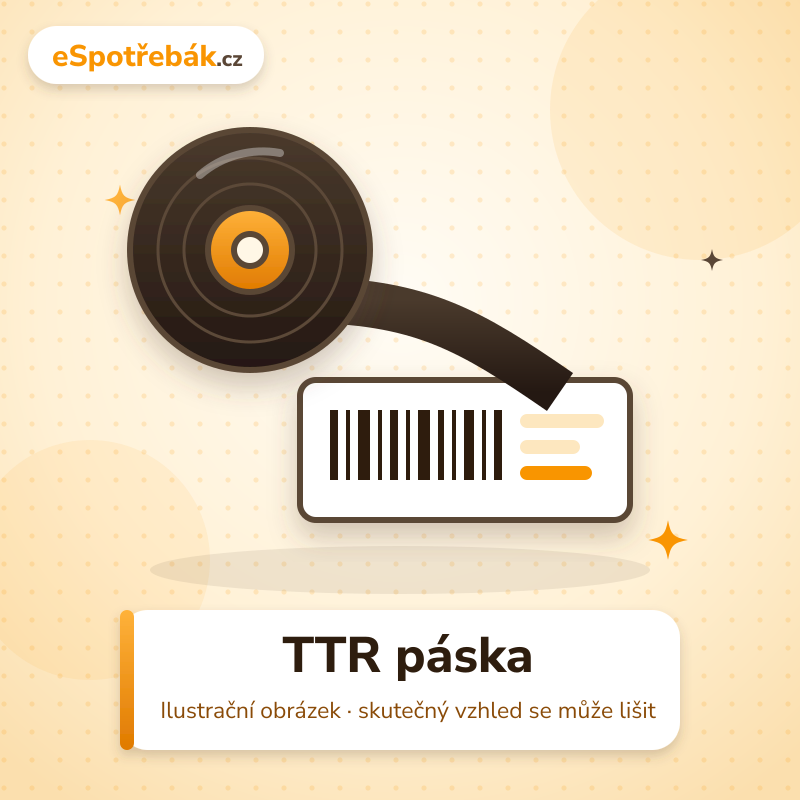 eSpotřebák.cz
TTR páska
Ilustrační obrázek · skutečný vzhled se může lišit